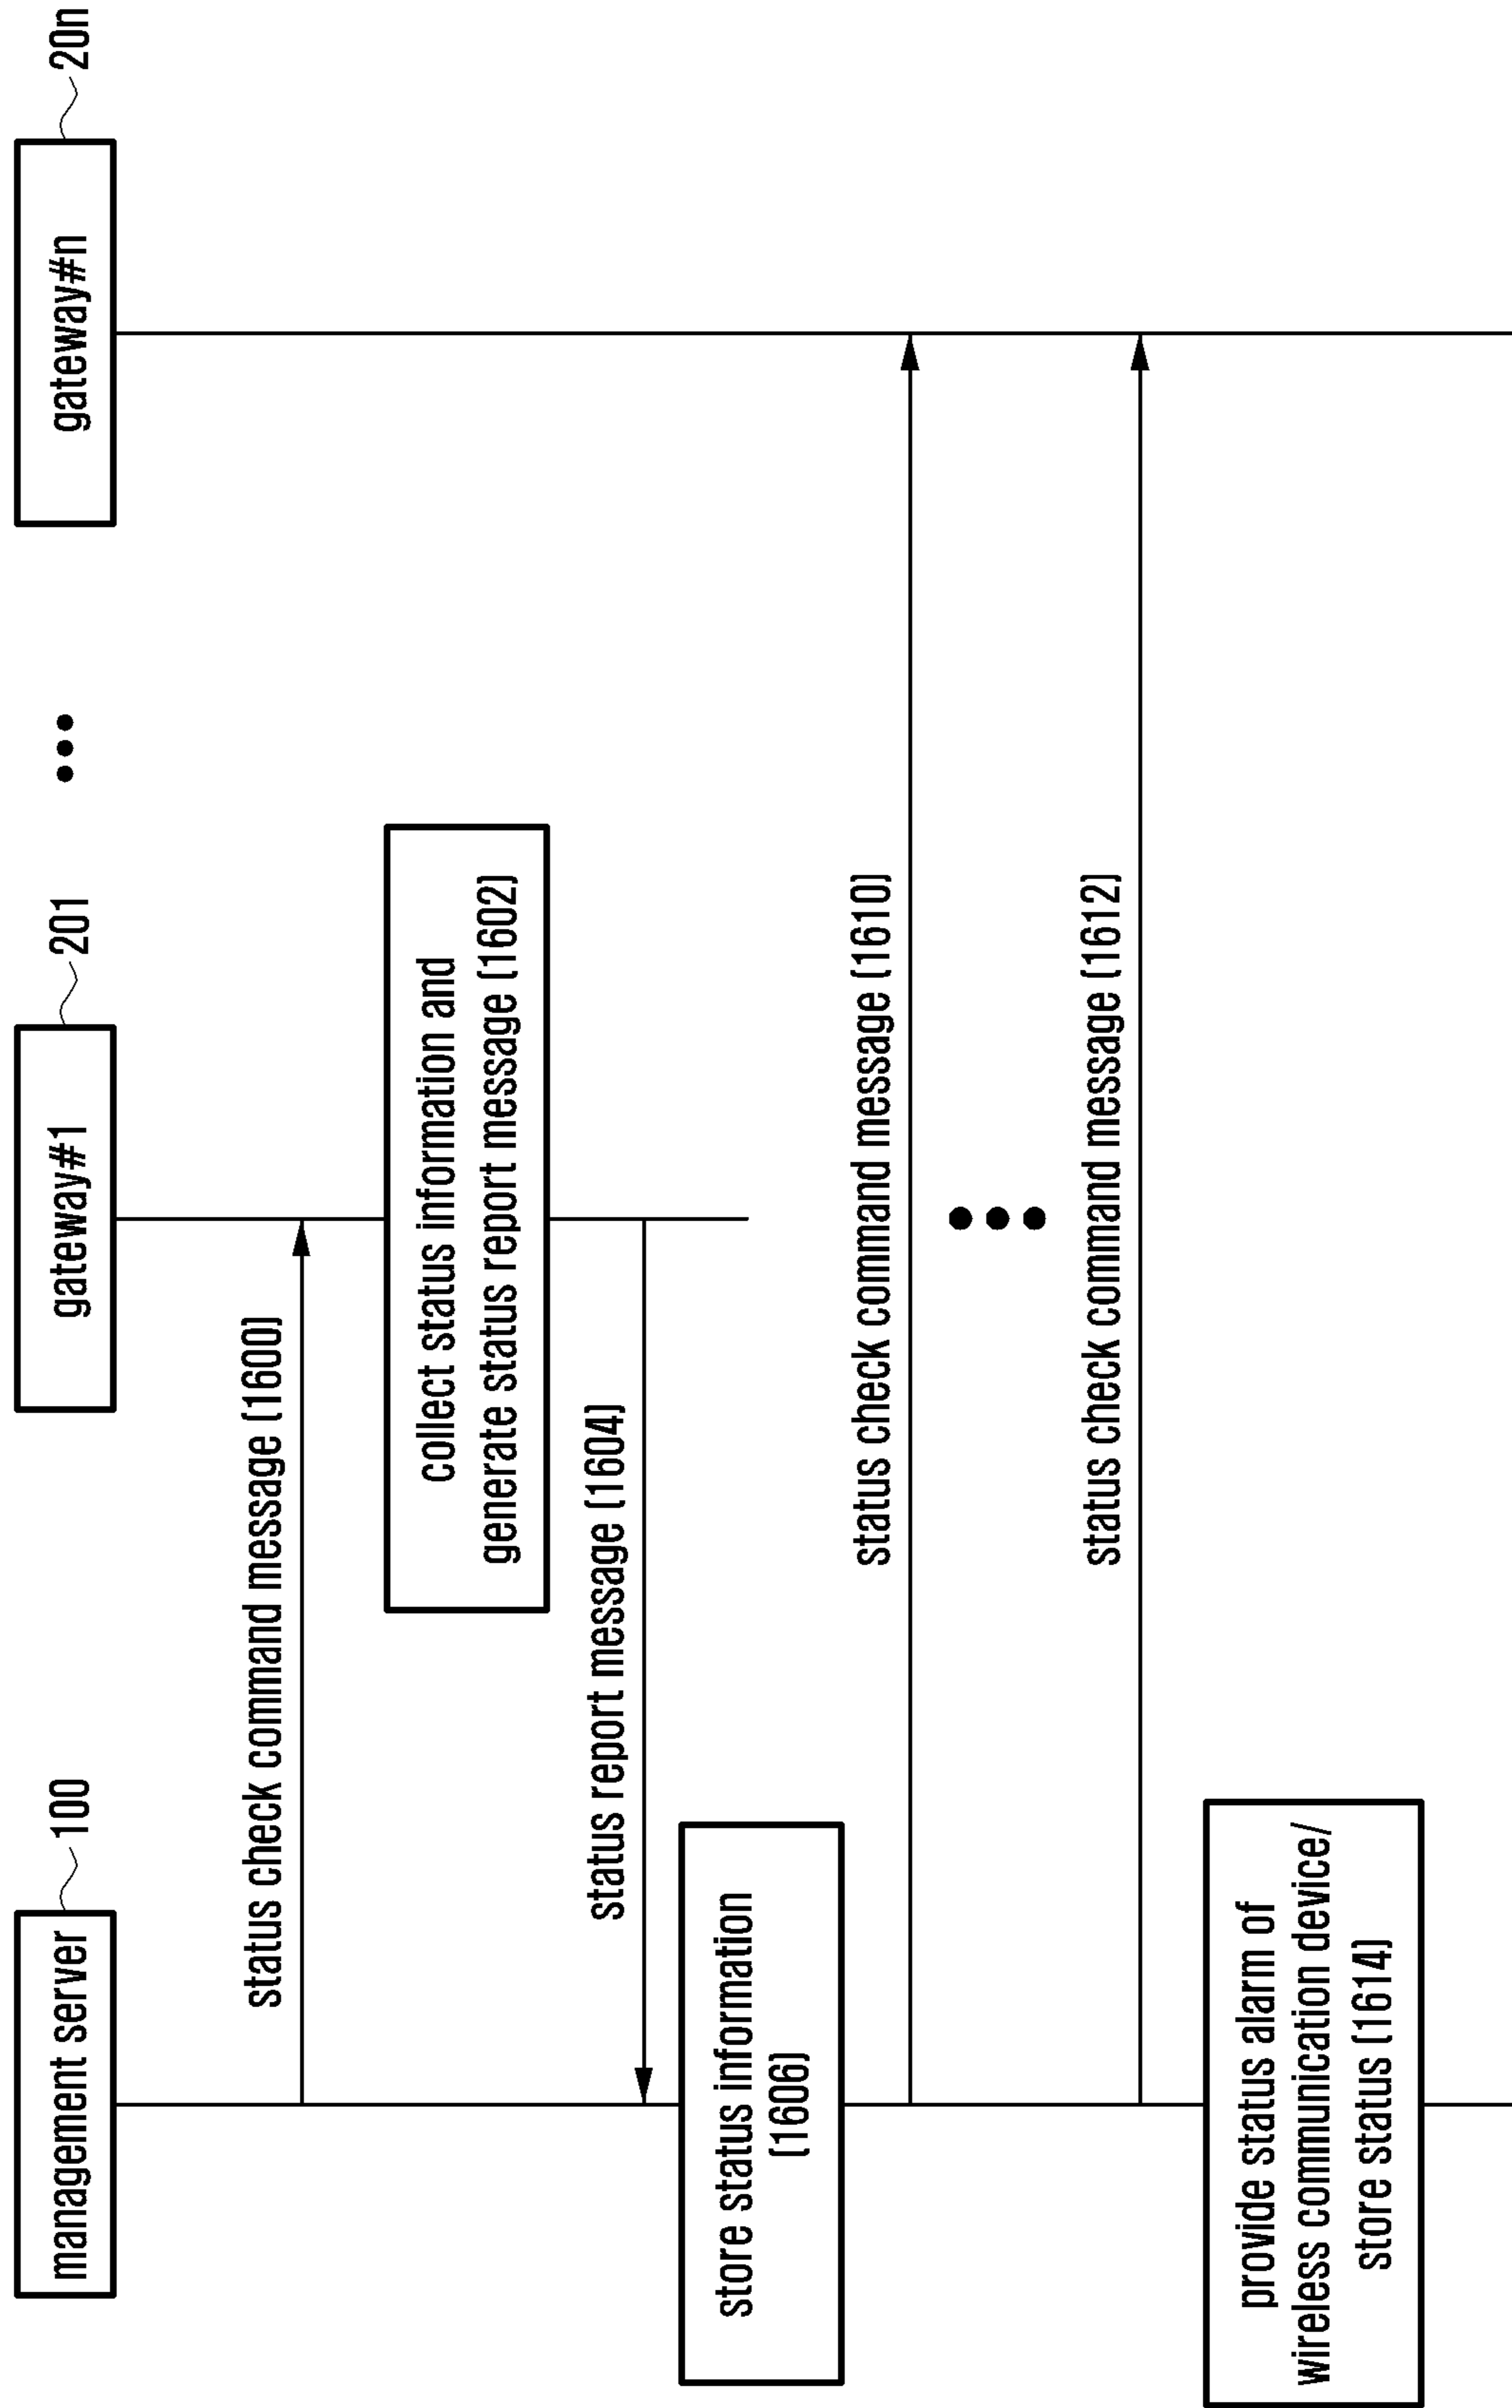 management server
100
gateway#1
201
gateway#n
20n
status check command message (1600)
collect status information and
generate status report message (1602)
status report message (1604)
store status information
(1606)
status check command message (1610)
status check command message (1612)
provide status alarm of
wireless communication device/
store status (1614)